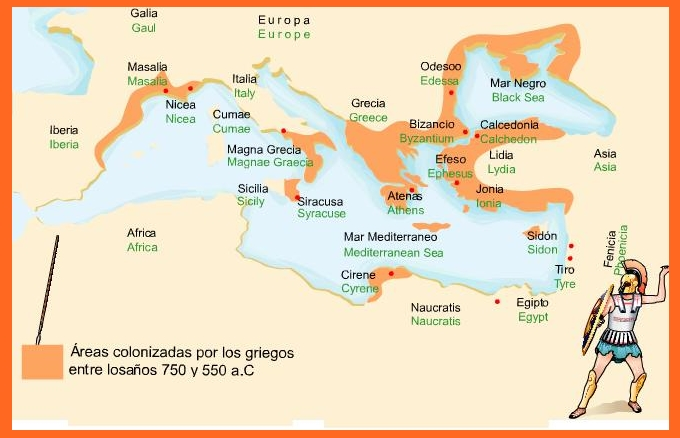 Galia
Gaul
Europa
Europe
Masalia
Masalia
Odesoo
Edessa
Italia
Italy
Mar Negro
Black Sea
Nicea
Nicea
Grecia
Greece
Cumae
Cumae
Bizancio
Byzantium
Calcedonia
Calchedon
Iberia
Iberia
Magna Grecia
Magnae Graecia
Efeso
Ephesus
Lidia
Lydia
Asia
Asia
Sicilia
Sicily
Siracusa
Syracuse
Atenas
Athens
Jonia
Ionia
Africa
Africa
Mar Mediterraneo
Mediterranean Sea
Sidón
Sidon
Fenicia
Phoenicia
Tiro
Tyre
Cirene
Cyrene
Naucratis
Naucratis
Egipto
Egypt
Áreas colonizadas por los griegos
entre losaños 750 y 550 a.C